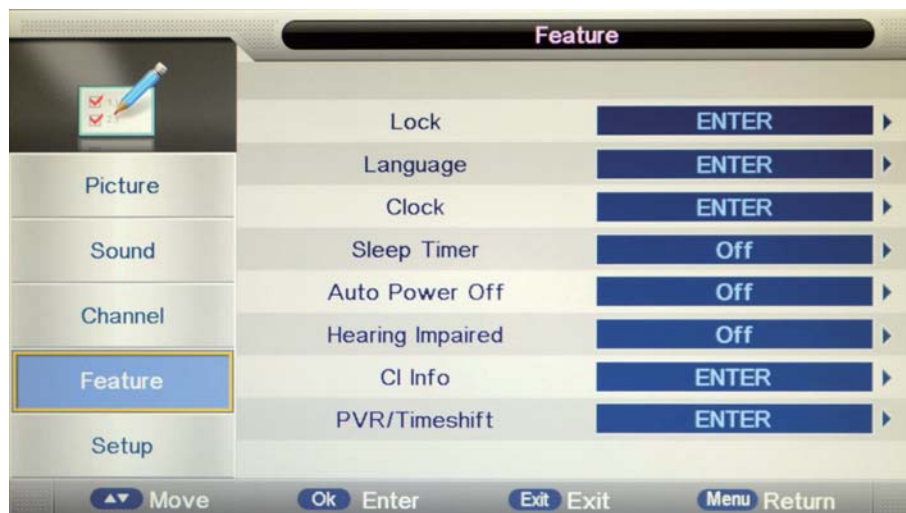 Feature
Lock ENTER
Language ENTER
Clock ENTER
Sleep Timer Off
Auto Power Off Off
Hearing Impaired Off
CI Info ENTER
PVR/Timeshift ENTER
Picture
Sound
Channel
Feature
Setup
Move Ok Enter Exit Exit Menu Return